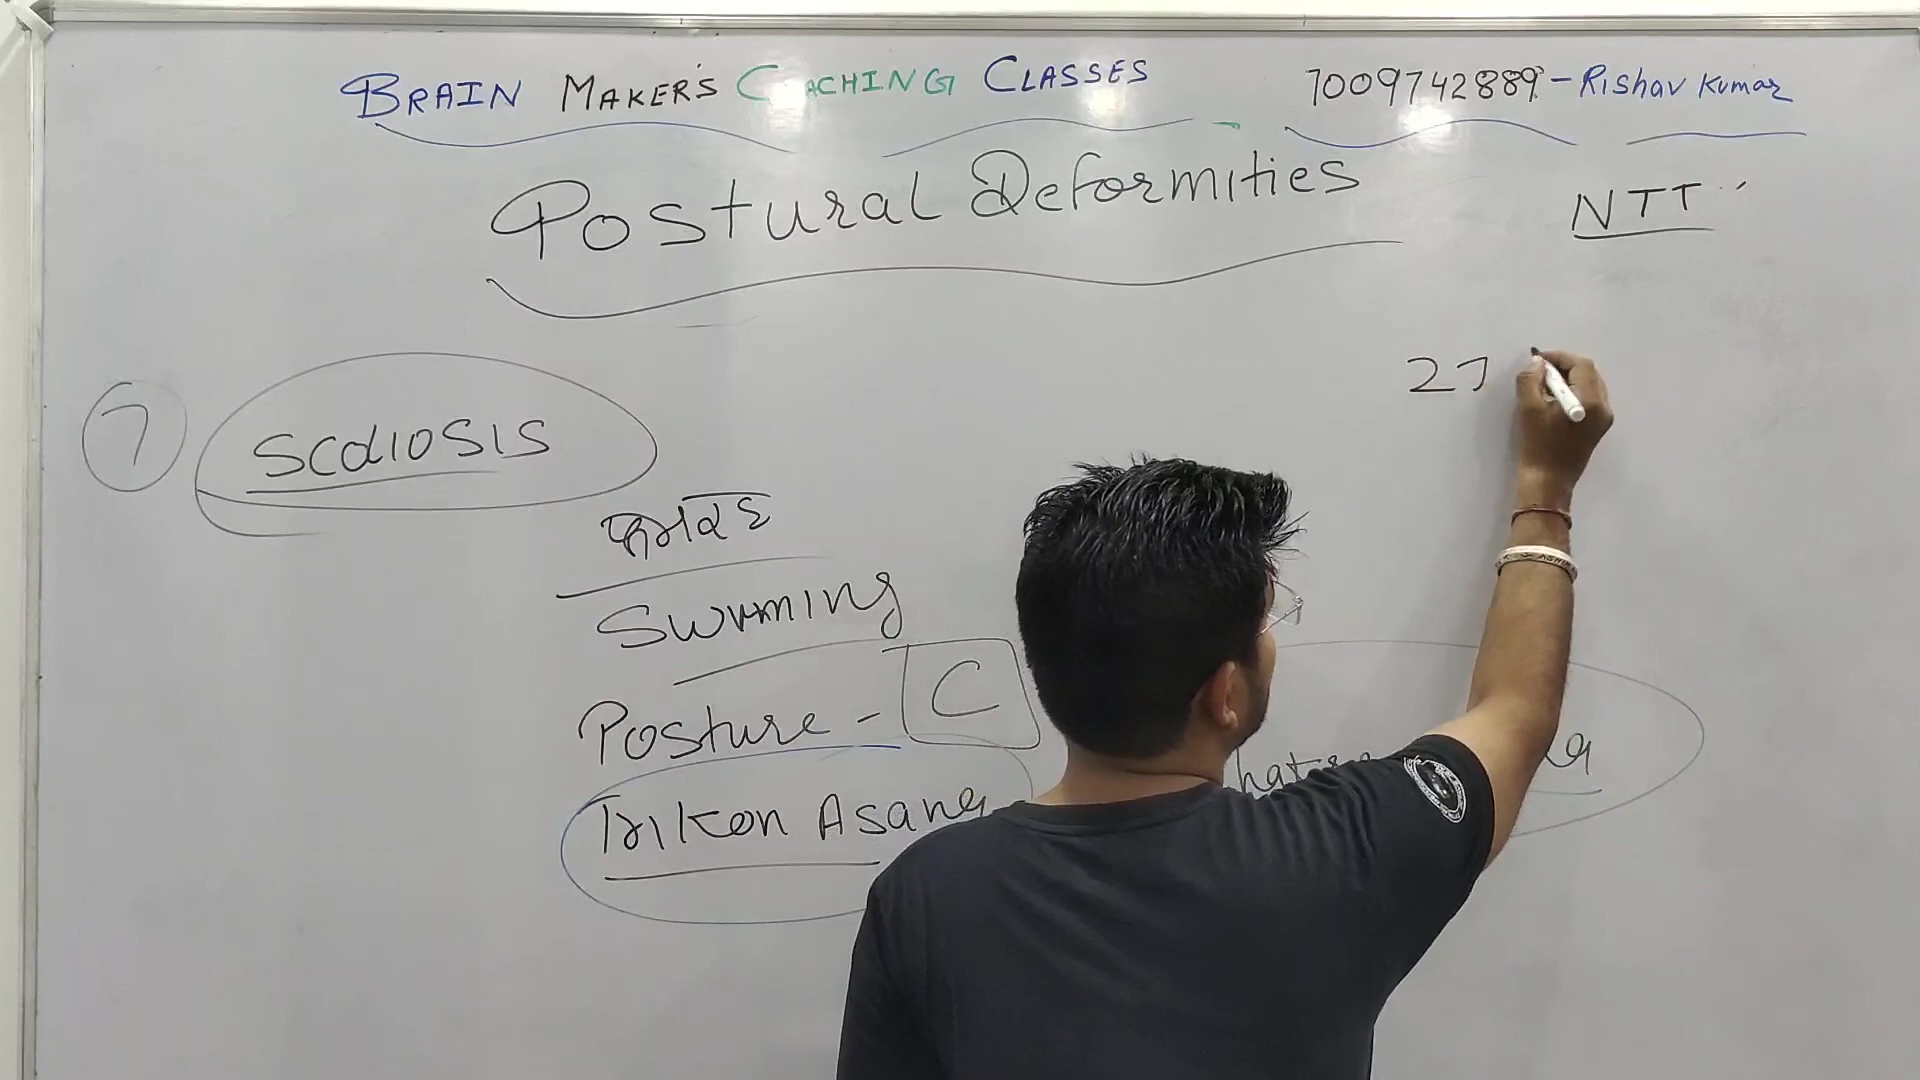 BRAIN MAKER'S COACHING CLASSES 7009742889-Rishav Kumar
Postural Deformities
NTT
27
7 Scoliosis
Swimming
Posture - C
Trikon Asana